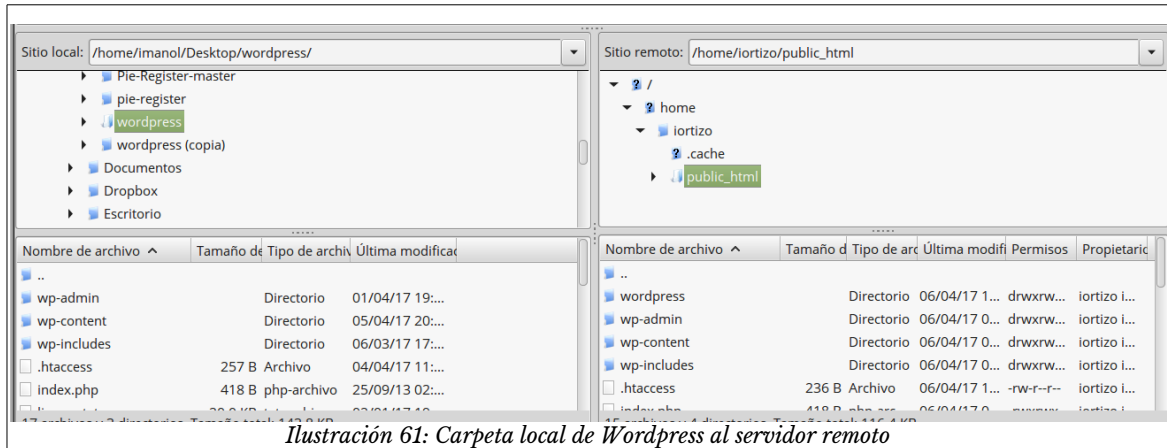 Sitio local: /home/imanol/Desktop/wordpress/
Pie-Register-master
pie-register
wordpress
wordpress (copia)
Documentos
Dropbox
Escritorio
Nombre de archivo Tamaño de Tipo de archiv Última modificac
..
wp-admin Directorio 01/04/17 19:...
wp-content Directorio 05/04/17 20:...
wp-includes Directorio 06/03/17 17:...
.htaccess 257 B Archivo 04/04/17 11:...
index.php 418 B php-archivo 25/09/13 02:...
Sitio remoto: /home/iortizo/public_html
/
home
iortizo
.cache
public_html
Nombre de archivo Tamaño d Tipo de arc Última modifi Permisos Propietaric
..
wordpress Directorio 06/04/17 1... drwxrw... iortizo i...
wp-admin Directorio 06/04/17 0... drwxrw... iortizo i...
wp-content Directorio 06/04/17 0... drwxrw... iortizo i...
wp-includes Directorio 06/04/17 0... drwxrw... iortizo i...
.htaccess 236 B Archivo 06/04/17 1... -rw-r--r-- iortizo i...
Ilustración 61: Carpeta local de Wordpress al servidor remoto